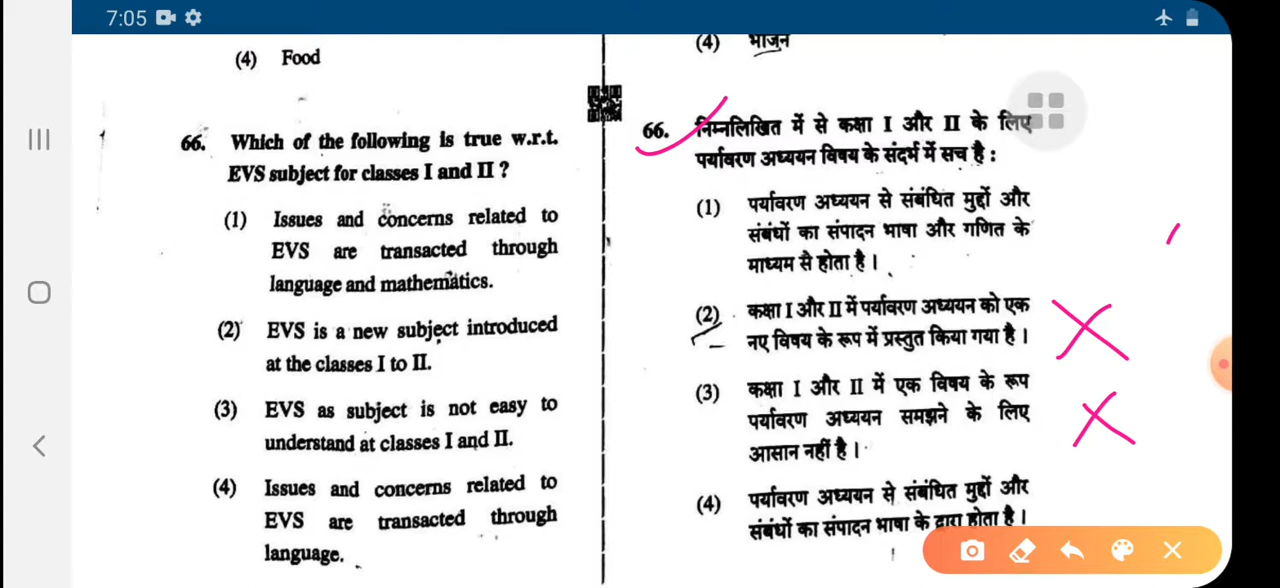 7:05
(4) Food
66. Which of the following is true w.r.t.
EVS subject for classes I and II ?
(1) Issues and concerns related to
EVS are transacted through
language and mathematics.
(2) EVS is a new subject introduced
at the classes I to II.
(3) EVS as subject is not easy to
understand at classes I and II.
(4) Issues and concerns related to
EVS are transacted through
language.
(4) भोजन
66. निम्नलिखित में से कक्षा I और II के लिए
पर्यावरण अध्ययन विषय के संदर्भ में सच है :
(1) पर्यावरण अध्ययन से संबंधित मुद्दों और
संबंधों का संपादन भाषा और गणित के
माध्यम से होता है।
(2) कक्षा I और II में पर्यावरण अध्ययन को एक
नए विषय के रूप में प्रस्तुत किया गया है।
(3) कक्षा I और II में एक विषय के रूप
पर्यावरण अध्ययन समझने के लिए
आसान नहीं है।
(4) पर्यावरण अध्ययन से संबंधित मुद्दों और
संबंधों का संपादन भाषा के द्वारा होता है।